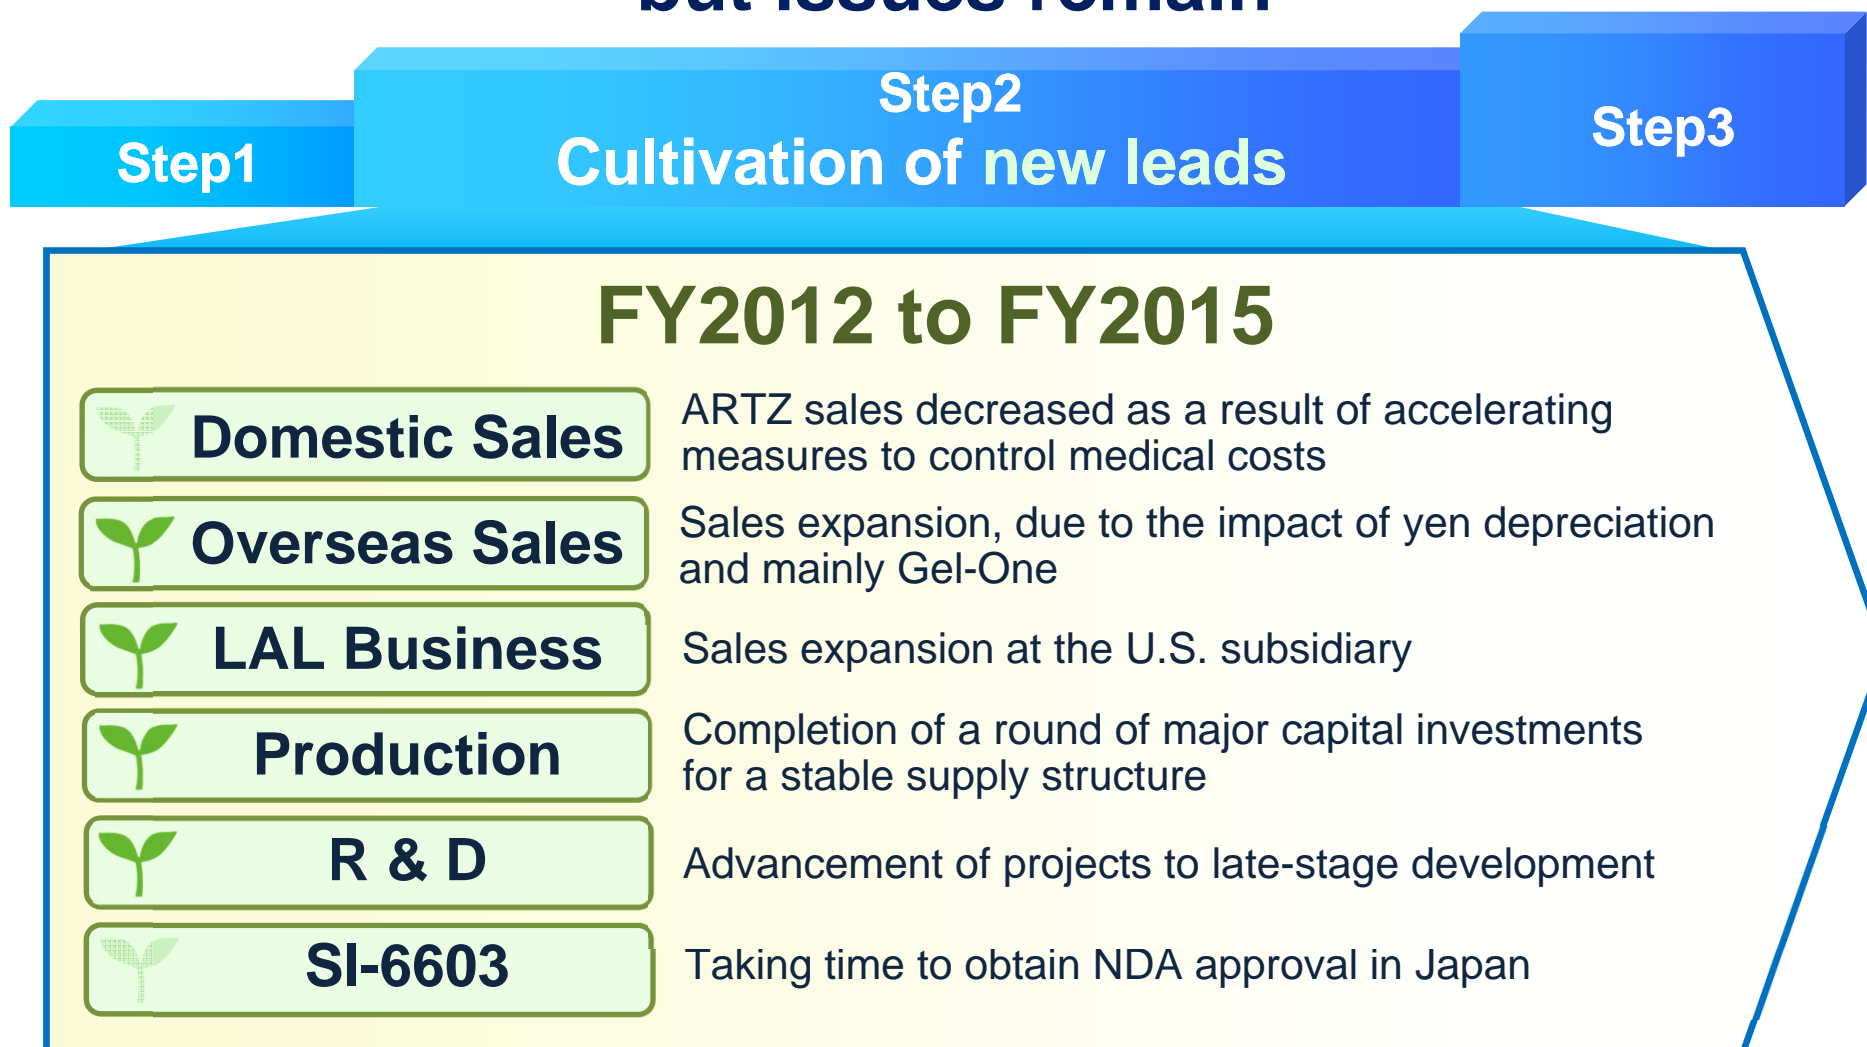 but issues remain
Step1
Step2
Cultivation of new leads
Step3
FY2012 to FY2015
Domestic Sales
ARTZ sales decreased as a result of accelerating
measures to control medical costs
Overseas Sales
Sales expansion, due to the impact of yen depreciation
and mainly Gel-One
LAL Business
Sales expansion at the U.S. subsidiary
Production
Completion of a round of major capital investments
for a stable supply structure
R & D
Advancement of projects to late-stage development
SI-6603
Taking time to obtain NDA approval in Japan